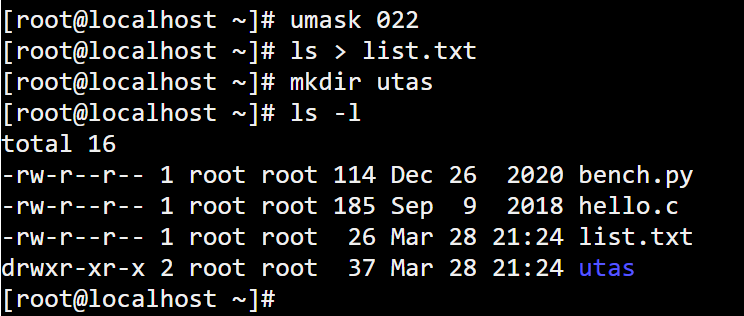 [root@localhost ~]# umask 022
[root@localhost ~]# ls > list.txt
[root@localhost ~]# mkdir utas
[root@localhost ~]# ls -l
total 16
-rw-r--r-- 1 root root 114 Dec 26  2020 bench.py
-rw-r--r-- 1 root root 185 Sep  9  2018 hello.c
-rw-r--r-- 1 root root  26 Mar 28 21:24 list.txt
drwxr-xr-x 2 root root  37 Mar 28 21:24 utas
[root@localhost ~]#